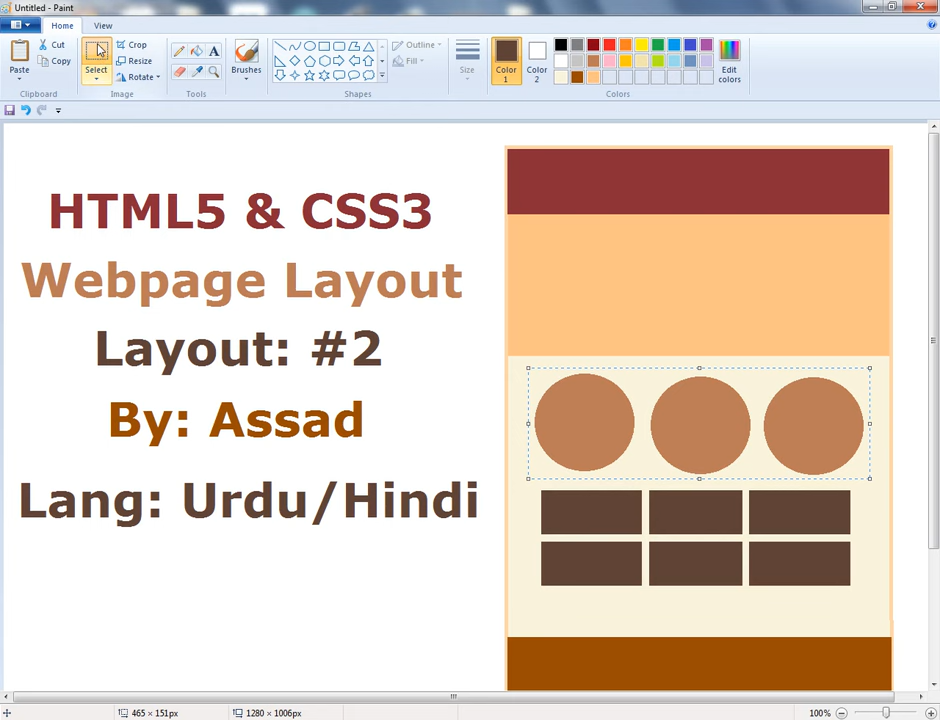 Untitled - Paint
Home
View
Paste
Cut
Copy
Clipboard
Select
Crop
Resize
Rotate
Image
Tools
Brushes
Shapes
Outline
Fill
Size
Color
1
Color
2
Edit
colors
Colors
HTML5 & CSS3
Webpage Layout
Layout: #2
By: Assad
Lang: Urdu/Hindi
465 × 151px
1280 × 1006px
100%